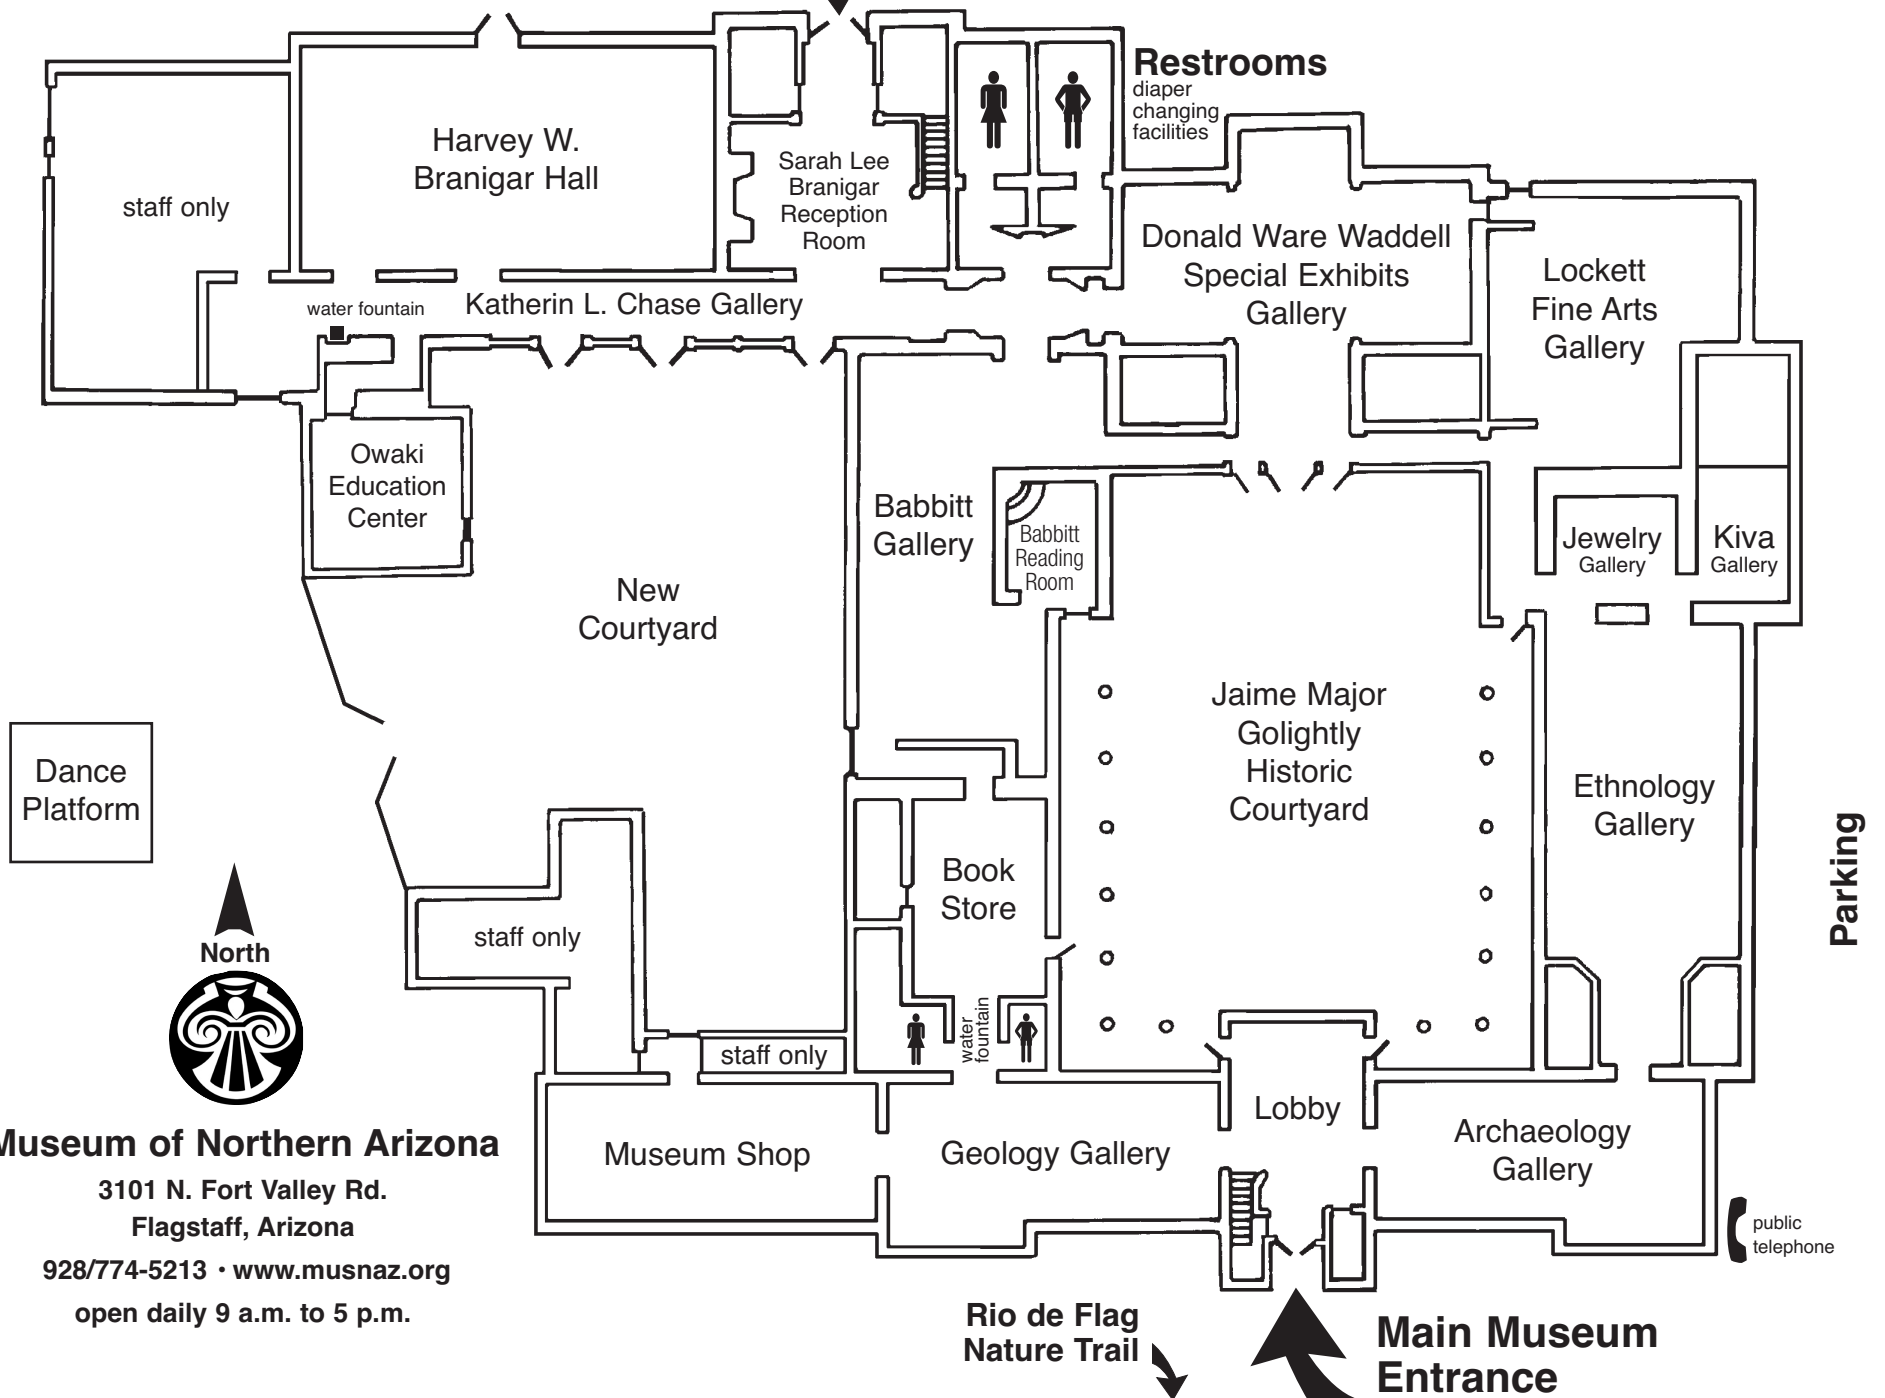 Restrooms
diaper
changing
facilities
Harvey W.
Branigar Hall
Sarah Lee
Branigar
Reception
Room
staff only
Donald Ware Waddell
Special Exhibits
Gallery
Lockett
Fine Arts
Gallery
water fountain
Katherin L. Chase Gallery
Owaki
Education
Center
Babbitt
Gallery
Babbitt
Reading
Room
Jewelry
Gallery
Kiva
Gallery
New
Courtyard
Jaime Major
Golightly
Historic
Courtyard
Dance
Platform
Ethnology
Gallery
Parking
Book
Store
staff only
North
water
fountain
staff only
Lobby
Museum Shop
Geology Gallery
Archaeology
Gallery
Museum of Northern Arizona
3101 N. Fort Valley Rd.
Flagstaff, Arizona
928/774-5213 • www.musnaz.org
open daily 9 a.m. to 5 p.m.
public
telephone
Rio de Flag
Nature Trail
Main Museum
Entrance